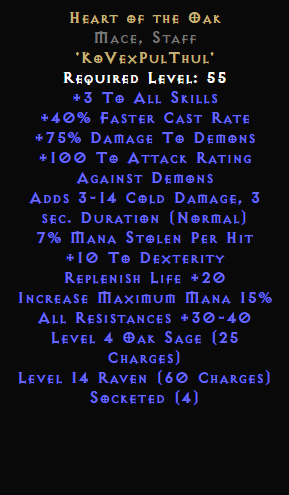 Heart of the Oak
Mace, Staff
'KoVexPulThul'
Required Level: 55
+3 To All Skills
+40% Faster Cast Rate
+75% Damage To Demons
+100 To Attack Rating
Against Demons
Adds 3-14 Cold Damage, 3
sec. Duration (Normal)
7% Mana Stolen Per Hit
+10 To Dexterity
Replenish Life +20
Increase Maximum Mana 15%
All Resistances +30-40
Level 4 Oak Sage (25
Charges)
Level 14 Raven (60 Charges)
Socketed (4)